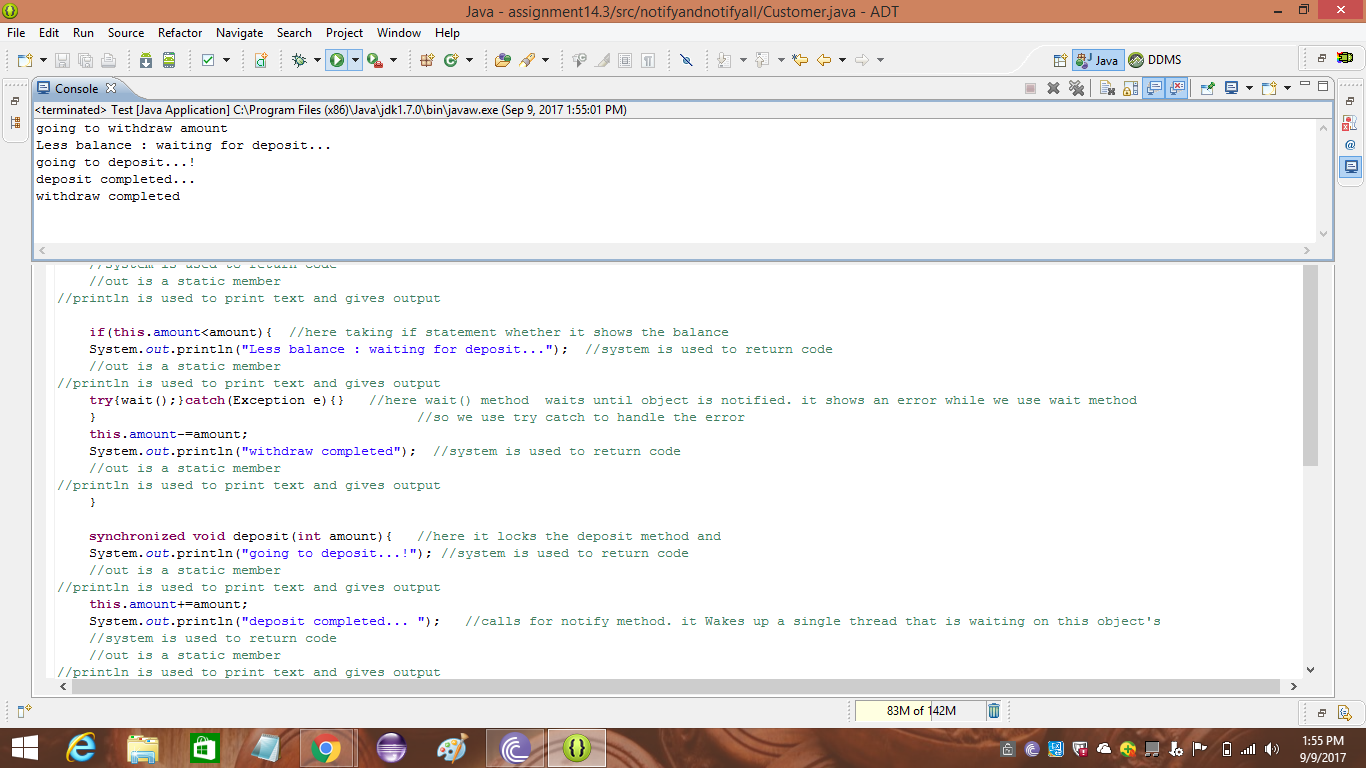 Java - assignment14.3/src/notifyandnotifyall/Customer.java - ADT
File Edit Run Source Refactor Navigate Search Project Window Help
Java DDMS
Console
<terminated> Test [Java Application] C:\Program Files (x86)\Java\jdk1.7.0\bin\javaw.exe (Sep 9, 2017 1:55:01 PM)
going to withdraw amount
Less balance : waiting for deposit...
going to deposit...!
deposit completed...
withdraw completed
//system is used to return code
//out is a static member
//println is used to print text and gives output
if(this.amount<amount){ //here taking if statement whether it shows the balance
System.out.println("Less balance : waiting for deposit..."); //system is used to return code
//out is a static member
//println is used to print text and gives output
try{wait();}catch(Exception e){} //here wait() method  waits until object is notified. it shows an error while we use wait method
} //so we use try catch to handle the error
this.amount-=amount;
System.out.println("withdraw completed"); //system is used to return code
//out is a static member
//println is used to print text and gives output
}
synchronized void deposit(int amount){ //here it locks the deposit method and
System.out.println("going to deposit...!"); //system is used to return code
//out is a static member
//println is used to print text and gives output
this.amount+=amount;
System.out.println("deposit completed... "); //calls for notify method. it Wakes up a single thread that is waiting on this object's
//system is used to return code
//out is a static member
//println is used to print text and gives output
83M of 142M
1:55 PM
9/9/2017